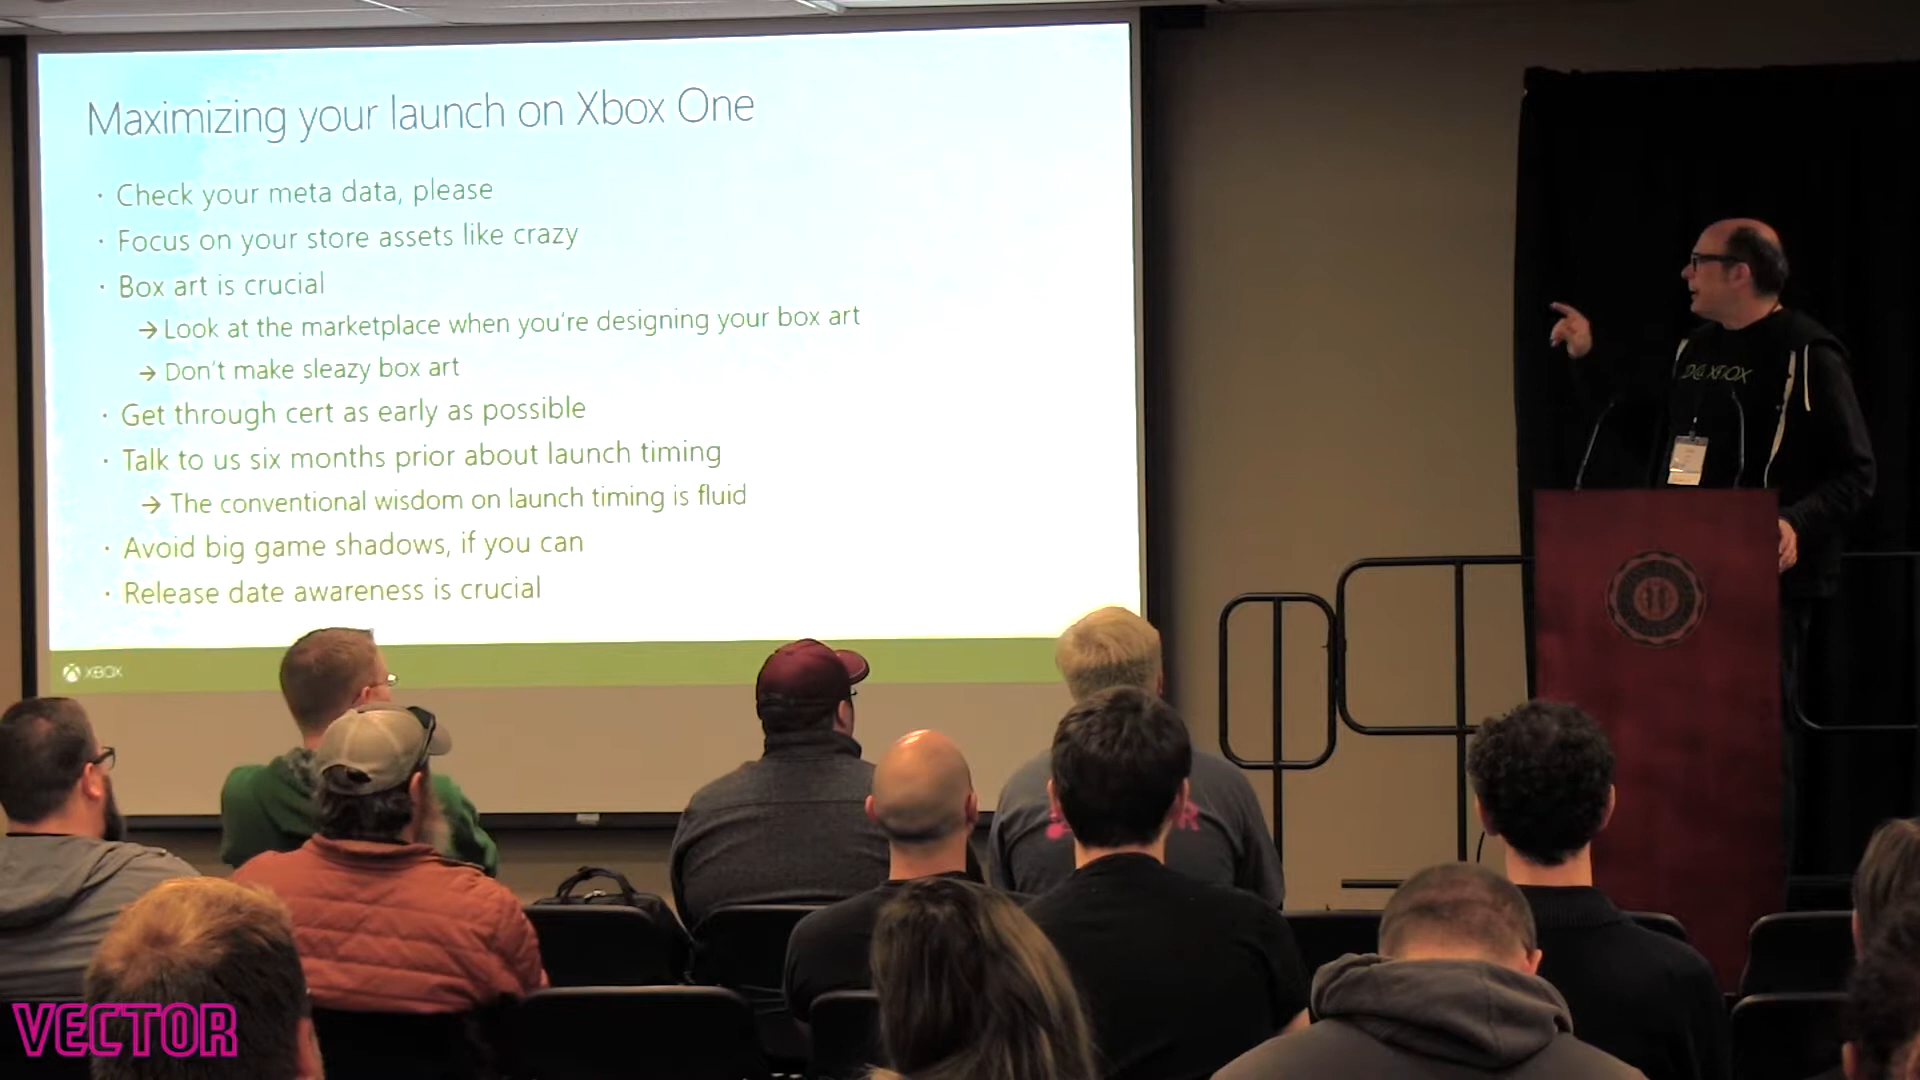 Maximizing your launch on Xbox One
· Check your meta data, please
· Focus on your store assets like crazy
· Box art is crucial
→ Look at the marketplace when you're designing your box art
→ Don't make sleazy box art
· Get through cert as early as possible
· Talk to us six months prior about launch timing
→ The conventional wisdom on launch timing is fluid
· Avoid big game shadows, if you can
· Release date awareness is crucial
XBOX
ID@XBOX
VECTOR